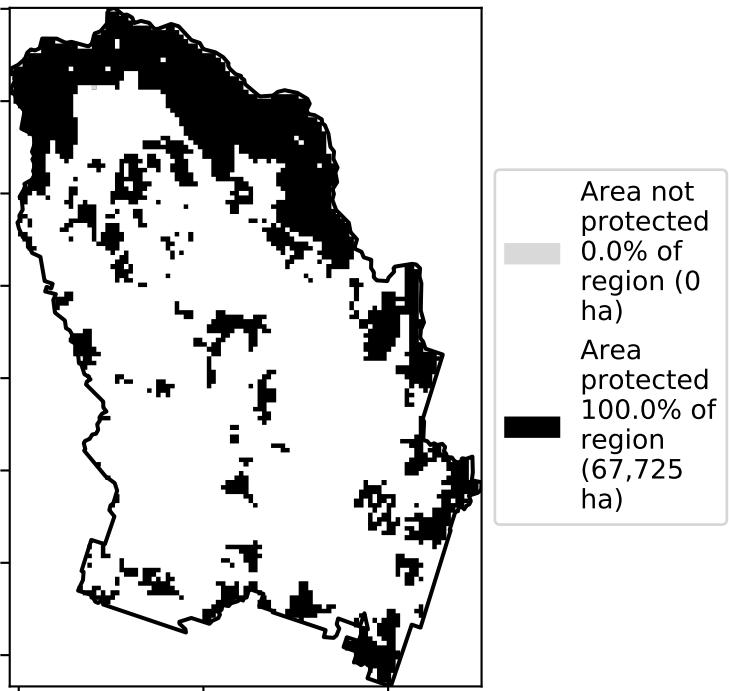 Area not
protected
0.0% of
region (0
ha)
Area
protected
100.0% of
region
(67,725
ha)